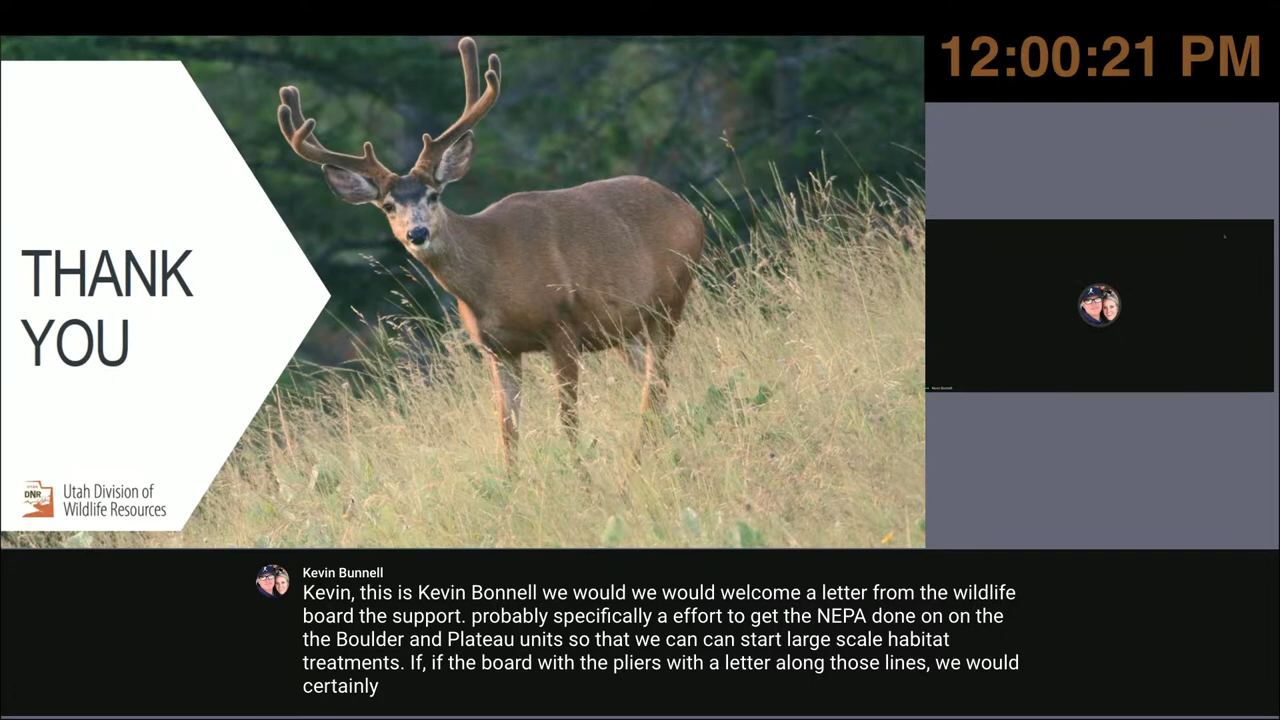 12:00:21 PM
THANK
YOU
UTAH
DNR
Utah Division of
Wildlife Resources
Kevin Bunnell
Kevin Bunnell
Kevin, this is Kevin Bonnell we would we would welcome a letter from the wildlife
board the support. probably specifically a effort to get the NEPA done on on the
the Boulder and Plateau units so that we can can start large scale habitat
treatments. If, if the board with the pliers with a letter along those lines, we would
certainly